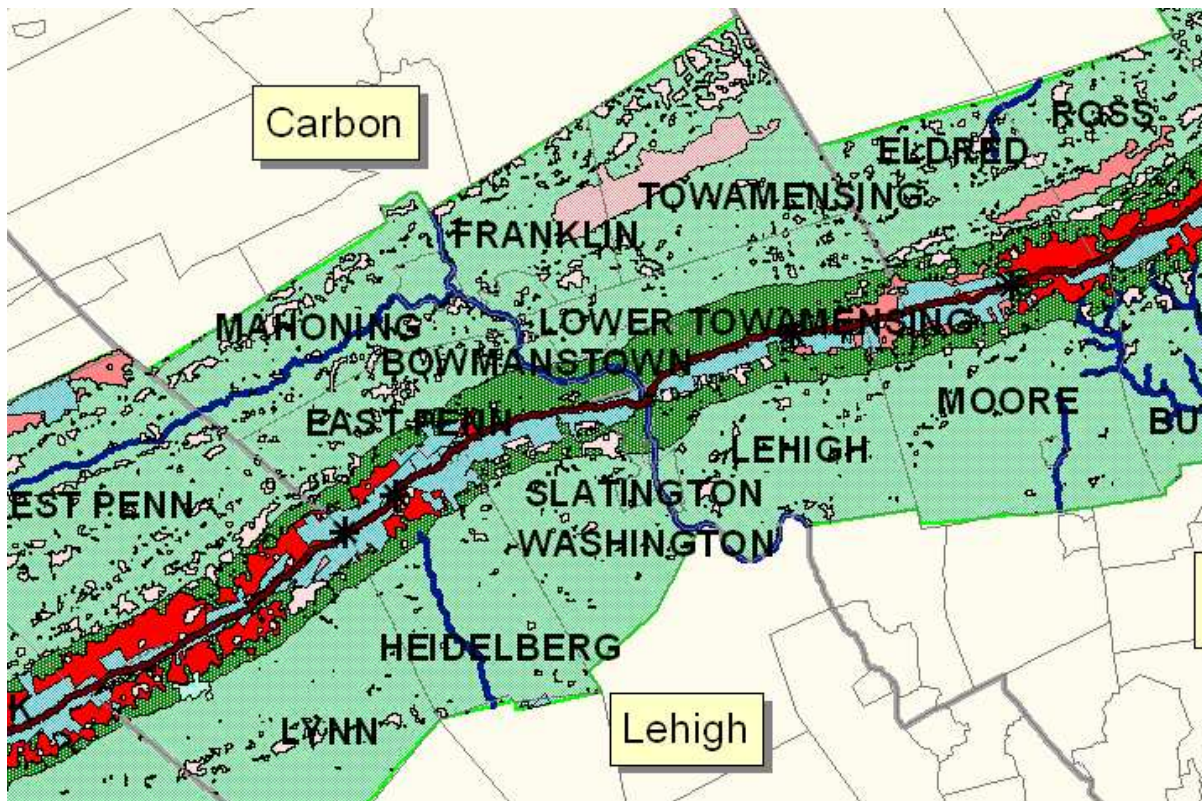 ROSS
Carbon
ELDRED
TOWAMENSING
FRANKLIN
MAHONING
LOWER TOWAMENSING
BOWMANSTOWN
MOORE
EAST PENN
BU
LEHIGH
EST PENN
SLATINGTON
WASHINGTON
HEIDELBERG
K
LYNN
Lehigh